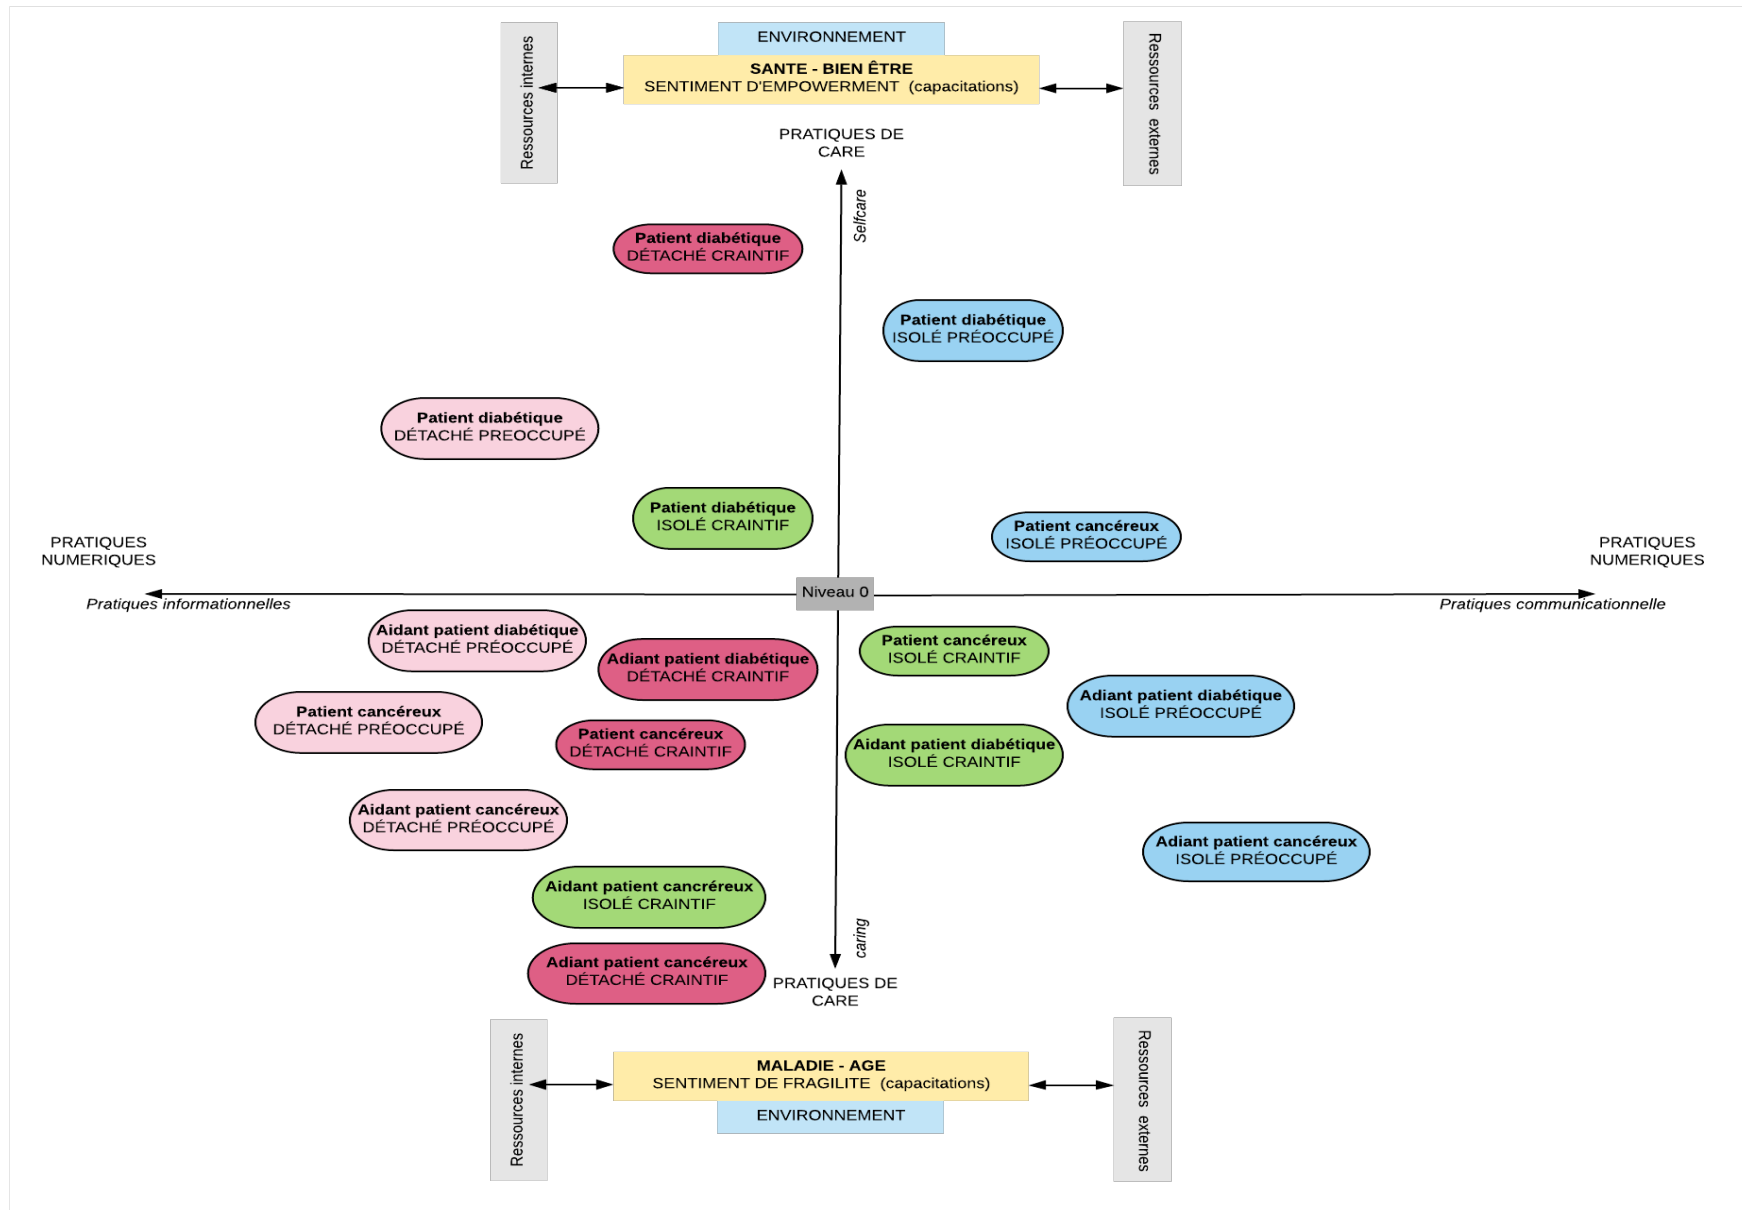 ENVIRONNEMENT
Ressources internes
SANTE - BIEN ÊTRE
SENTIMENT D'EMPOWERMENT (capacitations)
Ressources externes
PRATIQUES DE
CARE
Selfcare
Patient diabétique
DÉTACHÉ CRAINTIF
Patient diabétique
ISOLÉ PRÉOCCUPÉ
Patient diabétique
DÉTACHÉ PREOCCUPÉ
Patient diabétique
ISOLÉ CRAINTIF
Patient cancéreux
ISOLÉ PRÉOCCUPÉ
PRATIQUES
NUMERIQUES
PRATIQUES
NUMERIQUES
Niveau 0
Pratiques informationnelles
Pratiques communicationnelle
Aidant patient diabétique
DÉTACHÉ PRÉOCCUPÉ
Adiant patient diabétique
DÉTACHÉ CRAINTIF
Patient cancéreux
ISOLÉ CRAINTIF
Adiant patient diabétique
ISOLÉ PRÉOCCUPÉ
Patient cancéreux
DÉTACHÉ PRÉOCCUPÉ
Patient cancéreux
DÉTACHÉ CRAINTIF
Aidant patient diabétique
ISOLÉ CRAINTIF
Aidant patient cancéreux
DÉTACHÉ PRÉOCCUPÉ
Adiant patient cancéreux
ISOLÉ PRÉOCCUPÉ
Aidant patient cancréreux
ISOLÉ CRAINTIF
caring
Adiant patient cancéreux
DÉTACHÉ CRAINTIF
PRATIQUES DE
CARE
Ressources internes
MALADIE - AGE
SENTIMENT DE FRAGILITE (capacitations)
Ressources externes
ENVIRONNEMENT